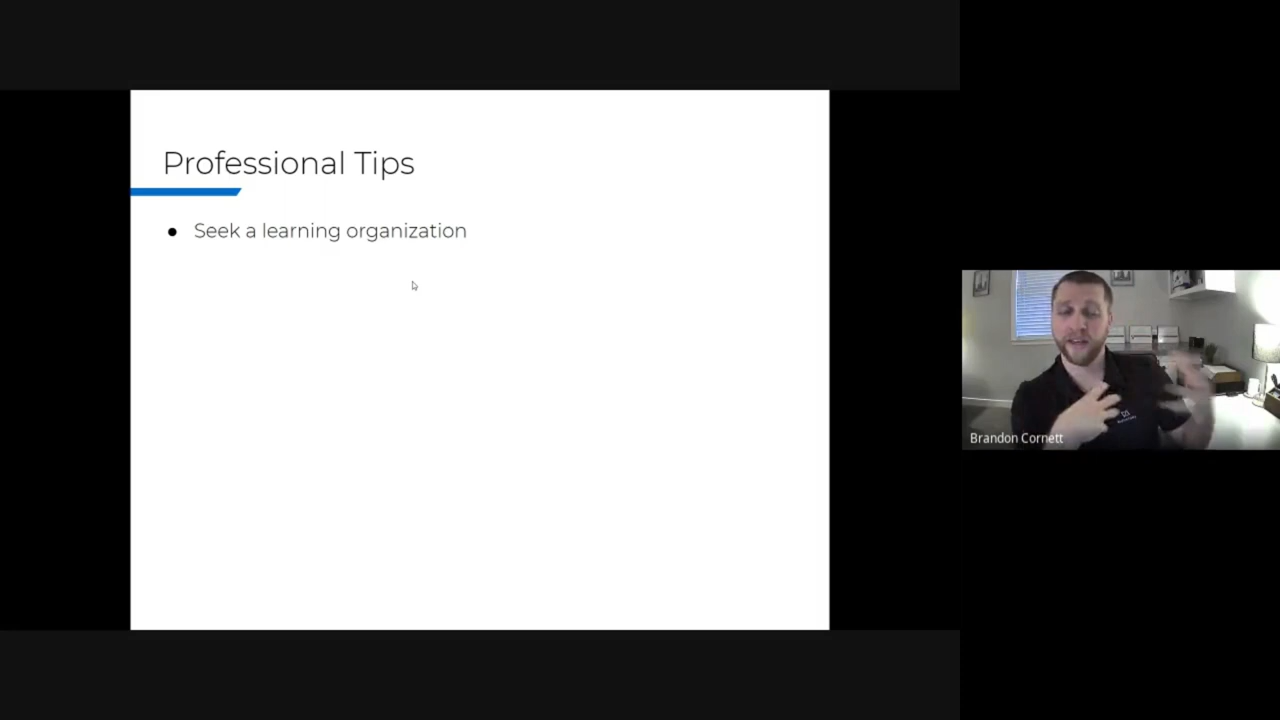 Professional Tips
● Seek a learning organization
Brandon Cornett